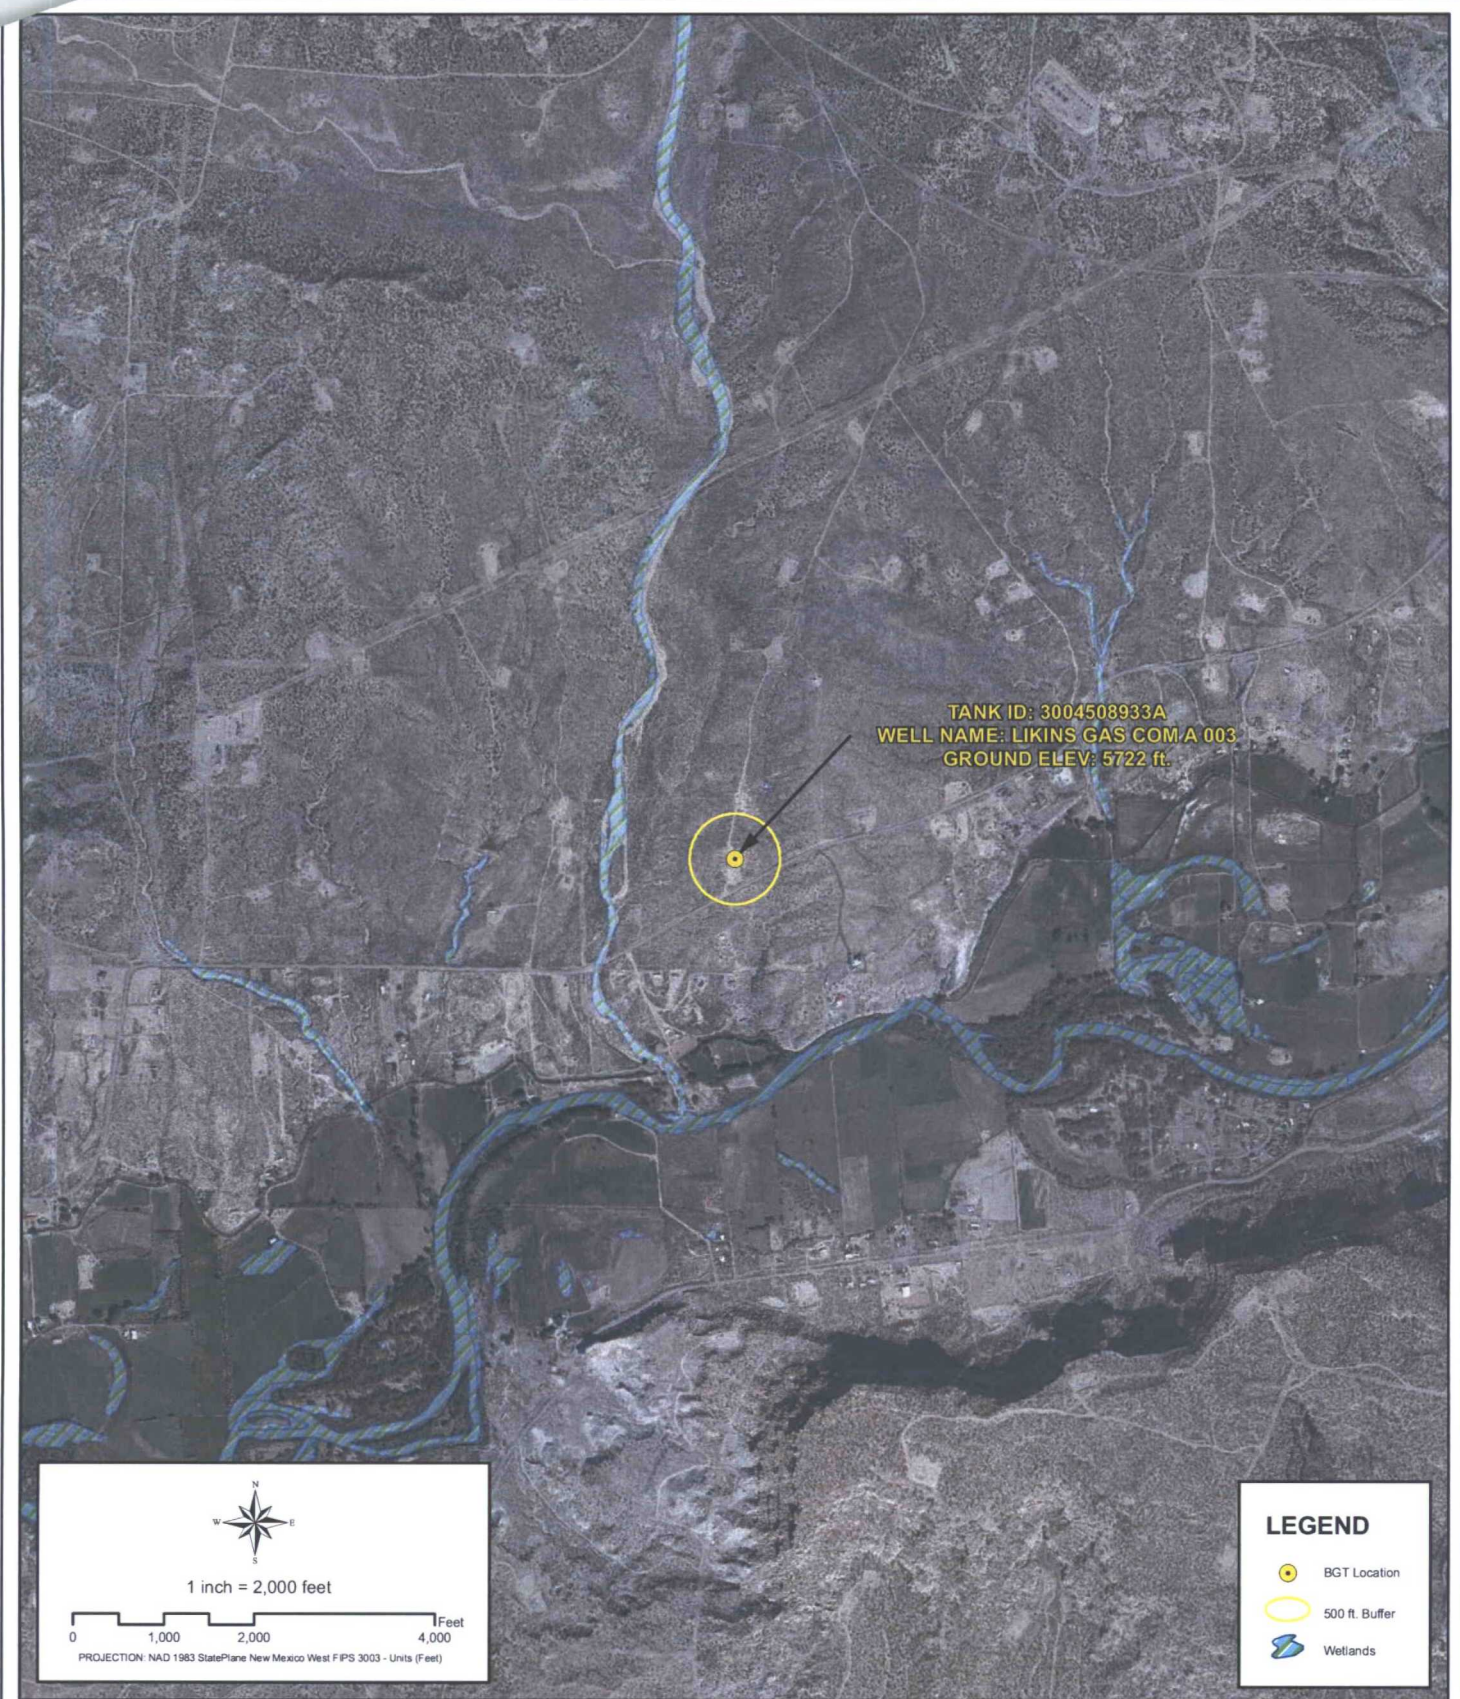 TANK ID: 3004508933A
WELL NAME: LIKINS GAS COM A 003
GROUND ELEV: 5722 ft.
N
W E
S
1 inch = 2,000 feet
Feet
0 1,000 2,000 4,000
PROJECTION: NAD 1983 StatePlane New Mexico West FIPS 3003 - Units (Feet)
LEGEND
BGT Location
500 ft. Buffer
Wetlands